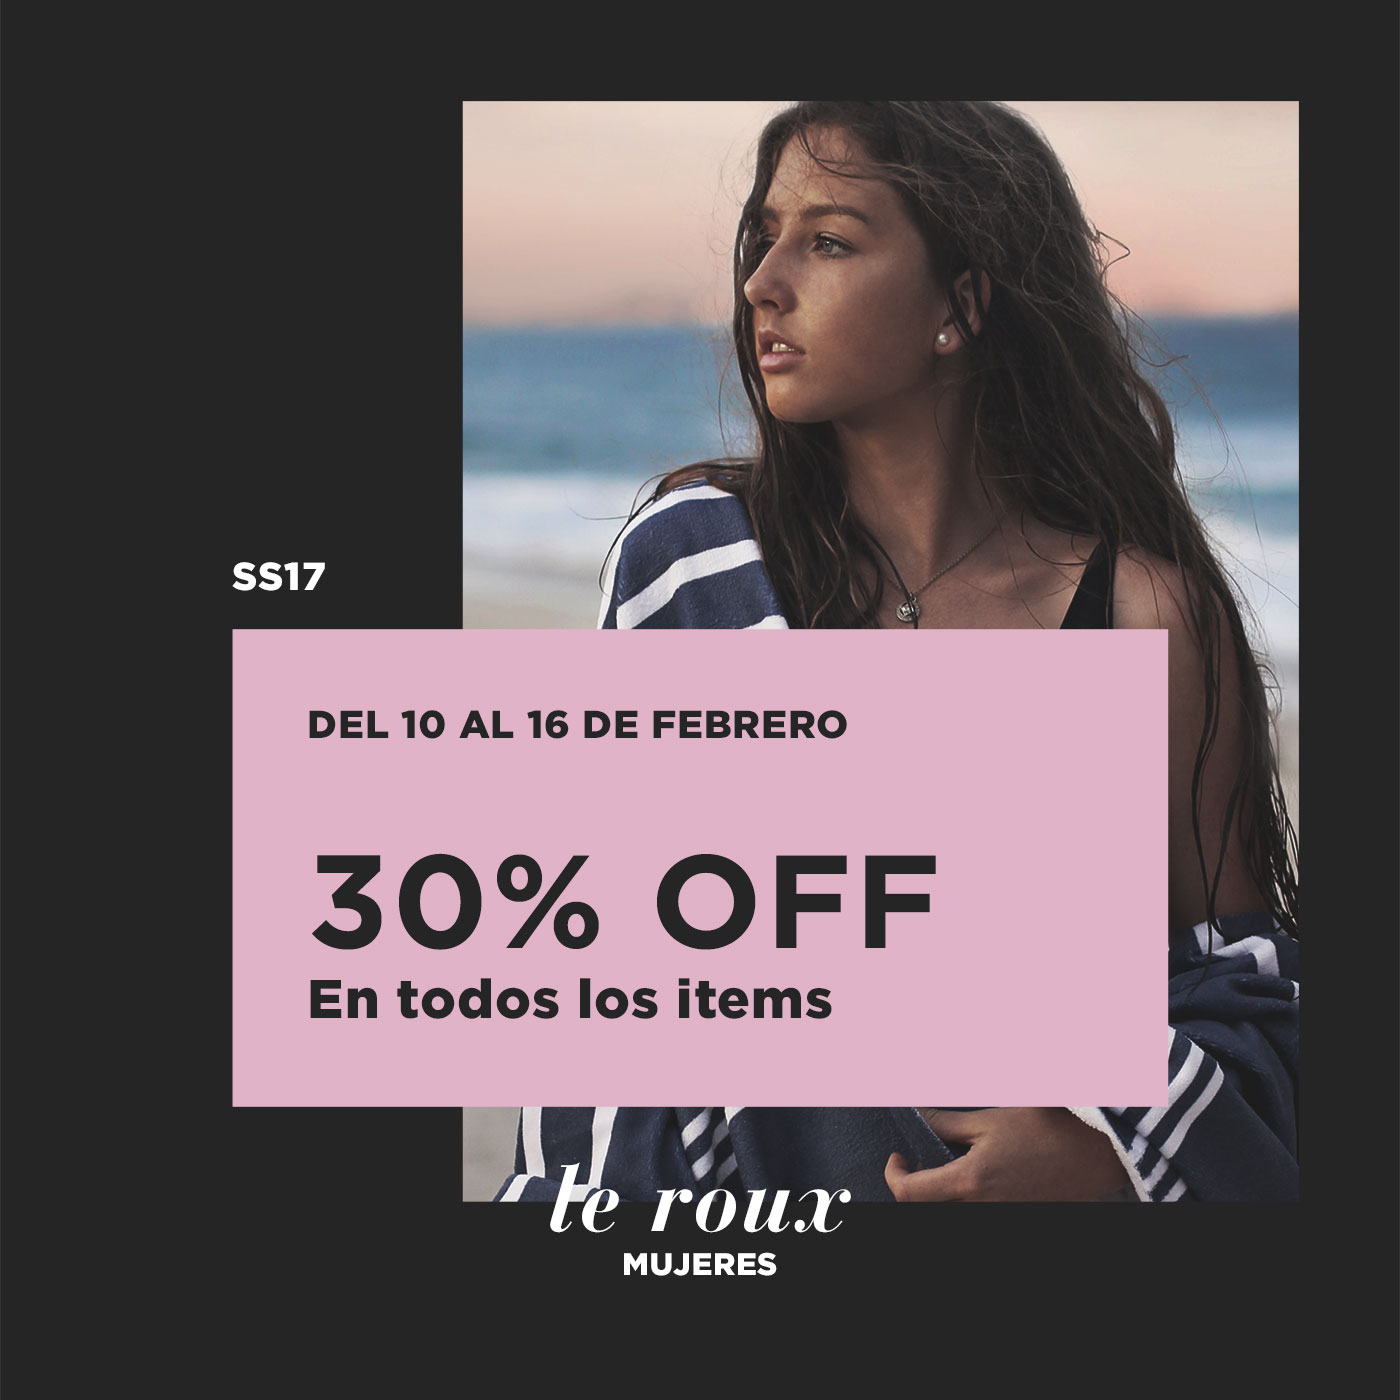 SS17
DEL 10 AL 16 DE FEBRERO
30% OFF
En todos los items
le roux
MUJERES